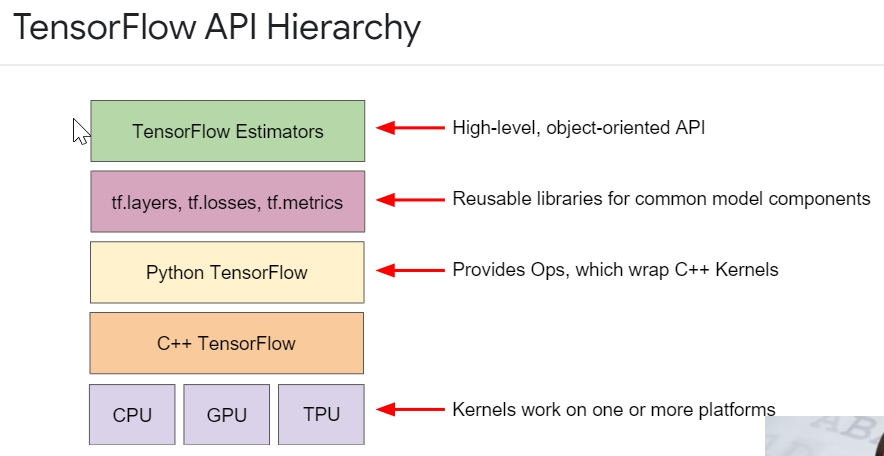 TensorFlow API Hierarchy
TensorFlow Estimators
High-level, object-oriented API
tf.layers, tf.losses, tf.metrics
Reusable libraries for common model components
Python TensorFlow
Provides Ops, which wrap C++ Kernels
C++ TensorFlow
CPU
GPU
TPU
Kernels work on one or more platforms